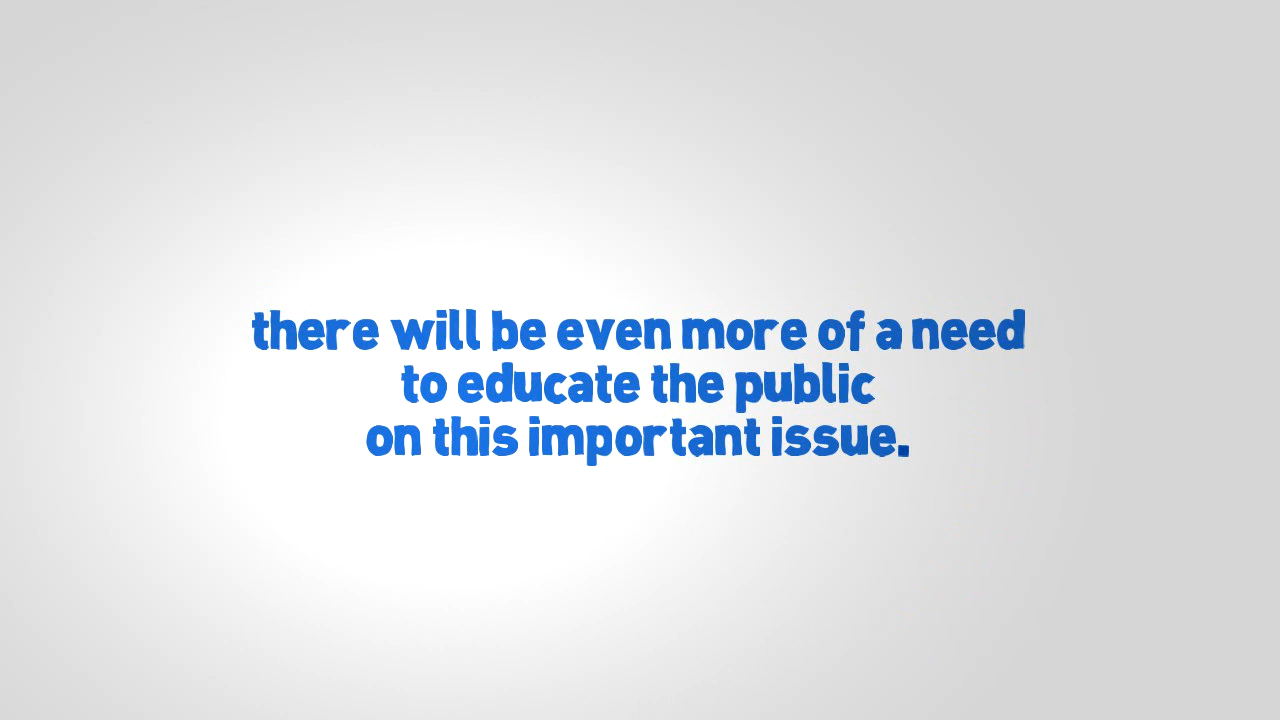 there will be even more of a need
to educate the public
on this important issue.